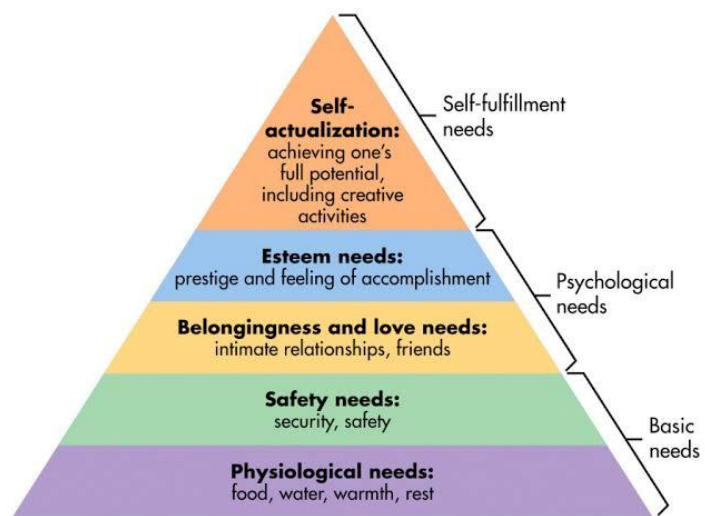 Self-
actualization:
achieving one's
full potential,
including creative
activities
Self-fulfillment
needs
Esteem needs:
prestige and feeling of accomplishment
Psychological
needs
Belongingness and love needs:
intimate relationships, friends
Safety needs:
security, safety
Basic
needs
Physiological needs:
food, water, warmth, rest